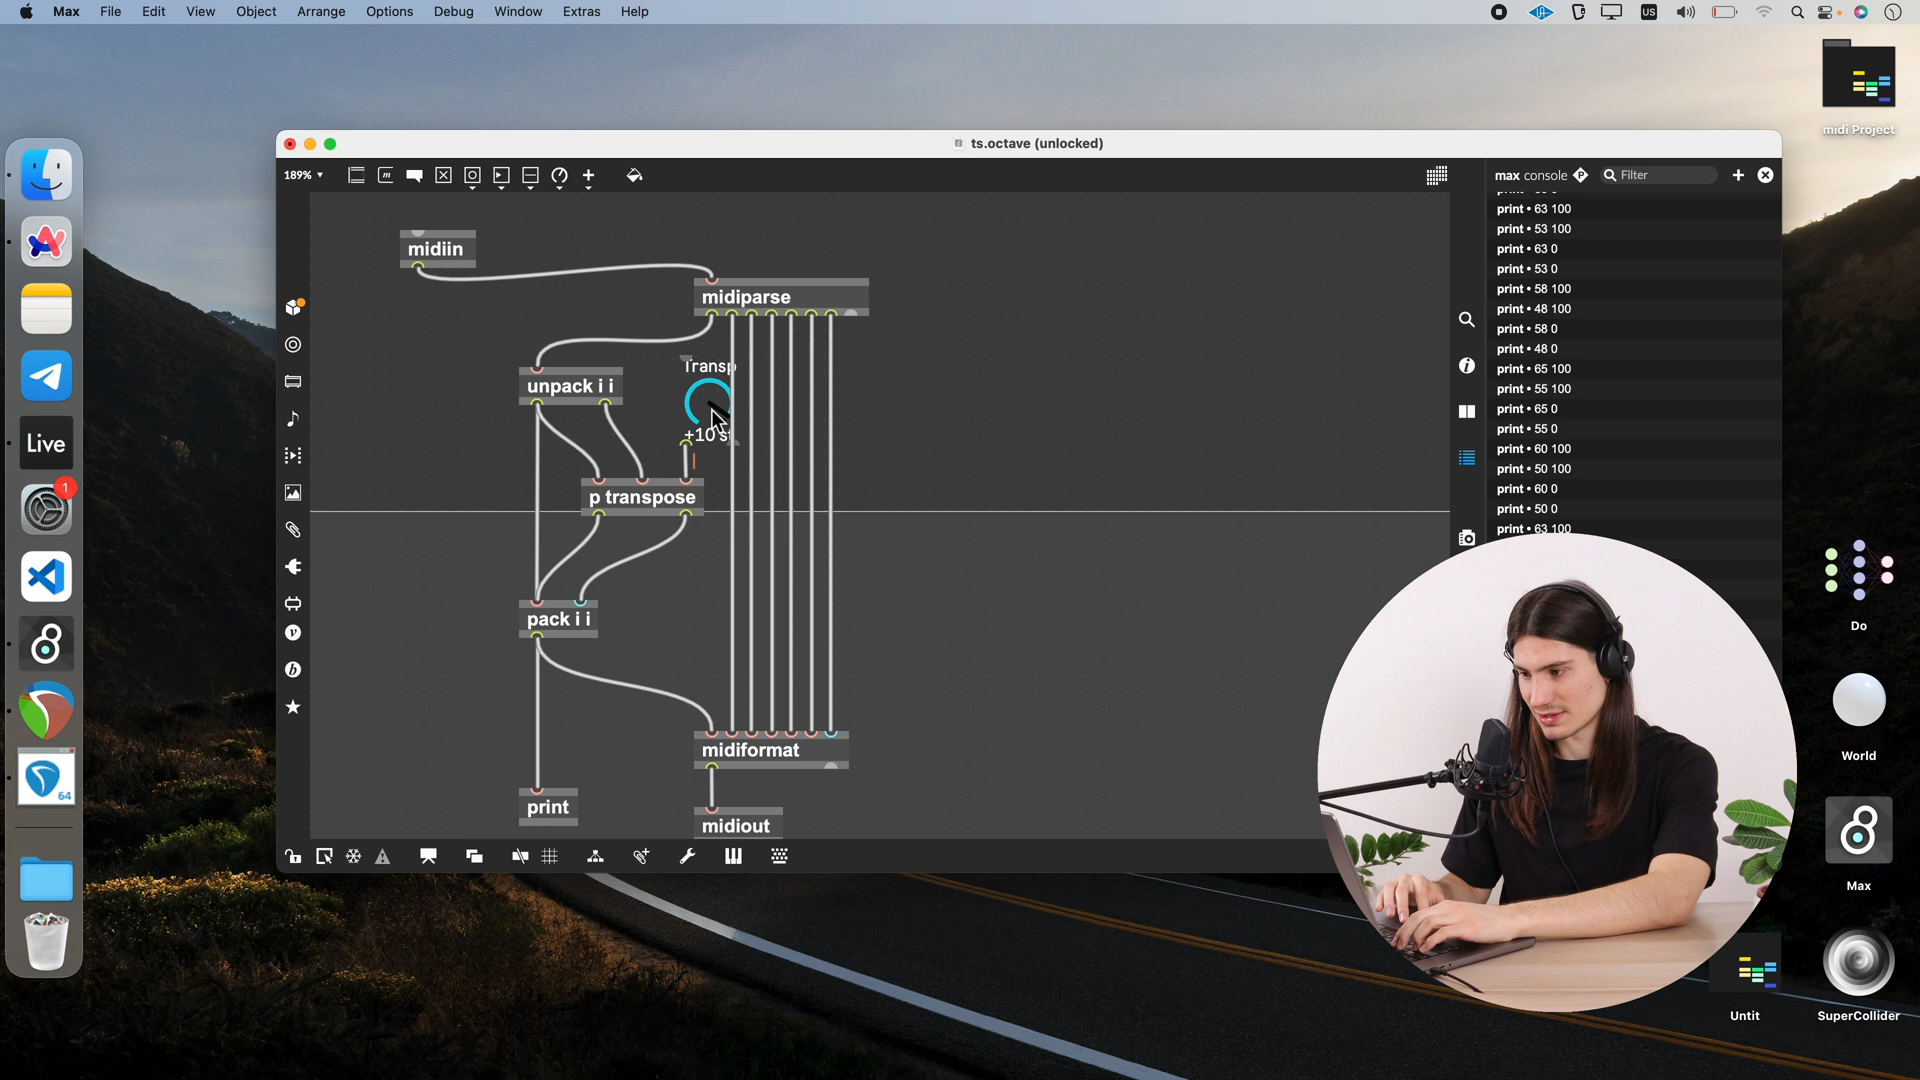 Max File Edit View Object Arrange Options Debug Window Extras Help
US
ts.octave (unlocked)
189%
m
max console
P
Filter
midiin
midiparse
unpack i i
Transp
+10 st
p transpose
pack i i
midiformat
print
midiout
v
b
print • 63 100
print • 53 100
print • 63 0
print • 53 0
print • 58 100
print • 48 100
print • 58 0
print • 48 0
print • 65 100
print • 55 100
print • 65 0
print • 55 0
print • 60 100
print • 50 100
print • 60 0
print • 50 0
print • 63 100
Live
1
64
midi Project
Do
World
Max
Untit
SuperCollider